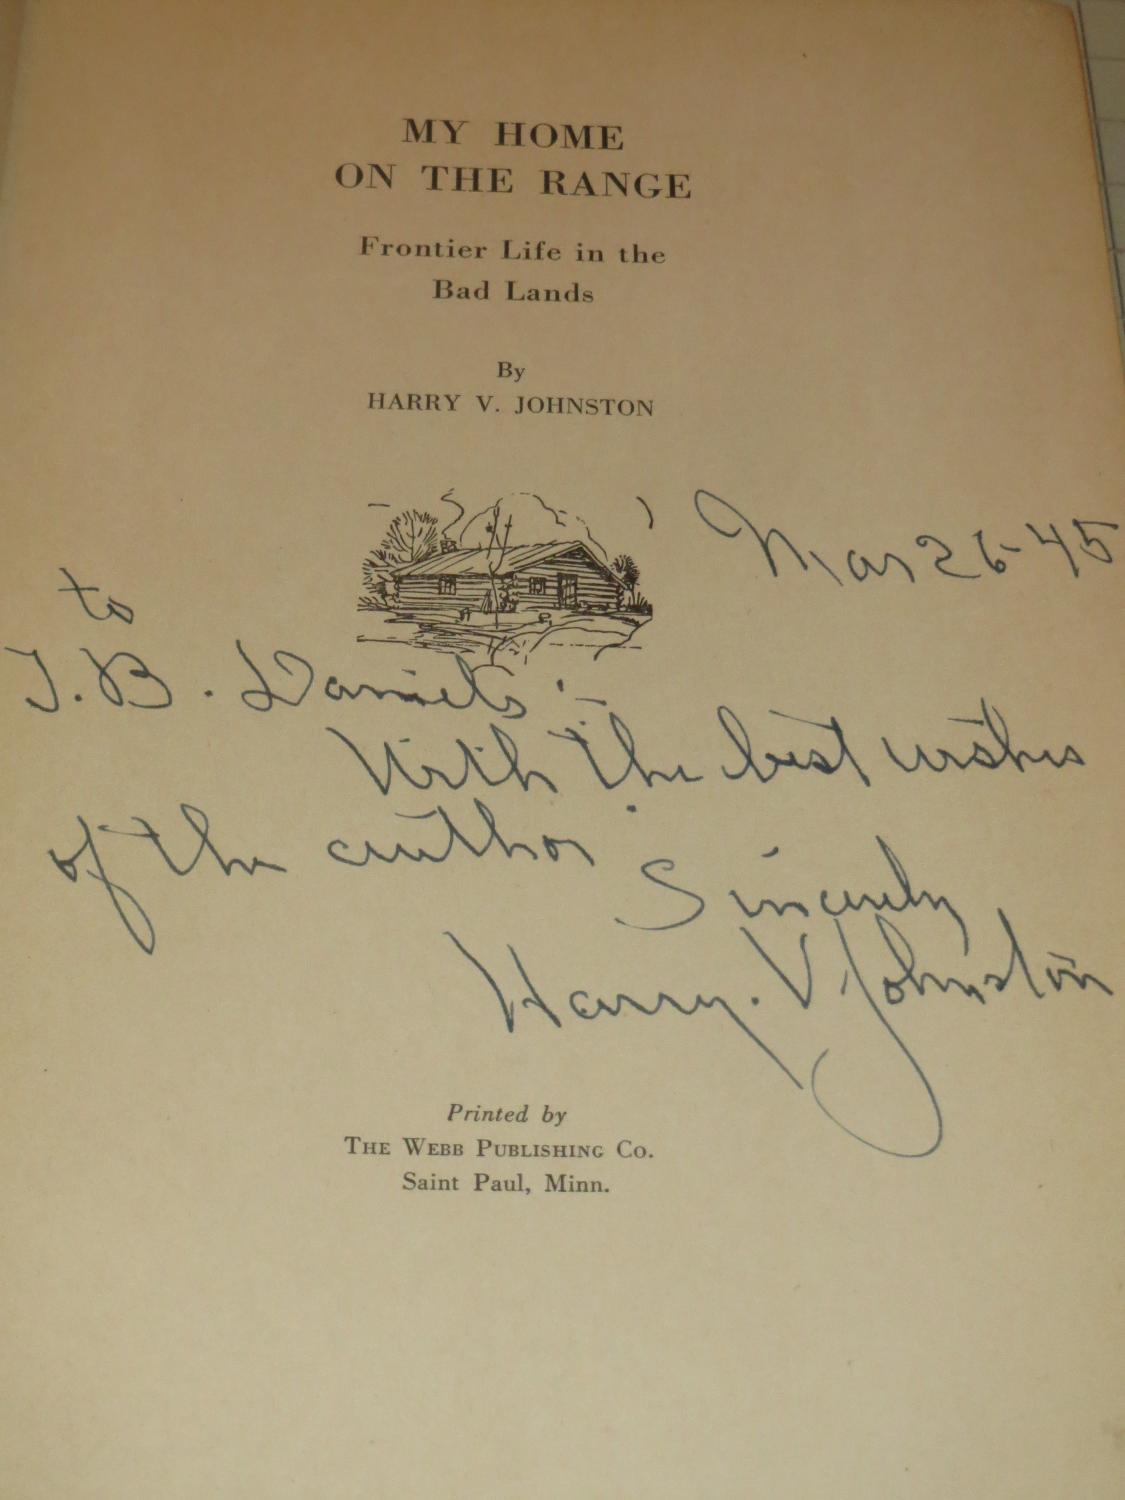 MY HOME
ON THE RANGE
Frontier Life in the
Bad Lands
By
HARRY V. JOHNSTON
Mar 26-45
to
J. B. Daniels:-
With the best wishes
of the author.
Sincerely
Harry. V. Johnston
Printed by
THE WEBB PUBLISHING CO.
Saint Paul, Minn.